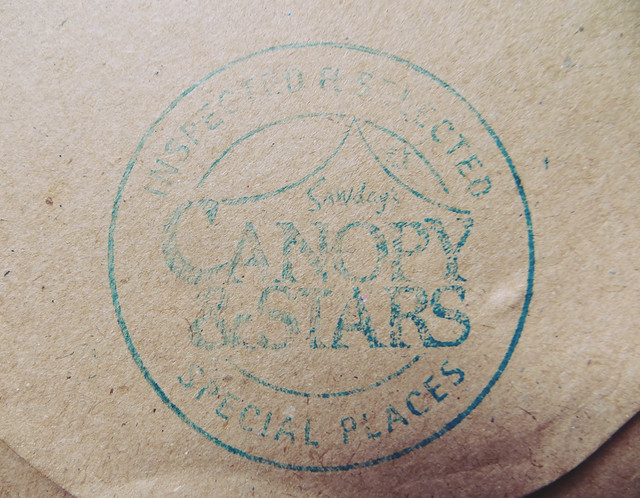 INSPECTED & SELECTED
Sawday's
CANOPY
& STARS
SPECIAL PLACES